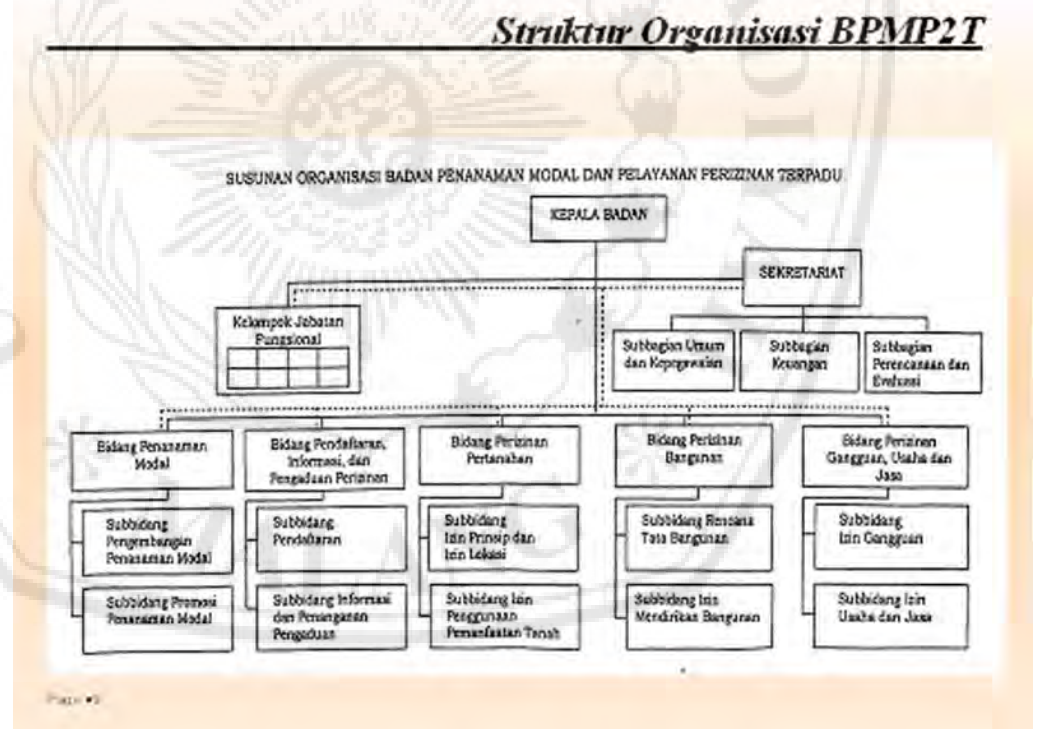 Struktur Organisasi BPMP2T
SUSUNAN ORGANISASI BADAN PENANAMAN MODAL DAN PELAYANAN PERIZINAN TERPADU
KEPALA BADAN
SEKRETARIAT
Kelompok Jabatan
Fungsional
Subbagian Umum
dan Kepegawaian
Subbagian
Keuangan
Subbagian
Perencanaan dan
Evaluasi
Bidang Penanaman
Modal
Bidang Pendaftaran,
Informasi, dan
Pengaduan Perizinan
Bidang Perizinan
Pertanahan
Bidang Perizinan
Bangunan
Bidang Perizinan
Gangguan, Usaha dan
Jasa
Subbidang
Pengembangan
Penanaman Modal
Subbidang
Pendaftaran
Subbidang
Izin Prinsip dan
Izin Lokasi
Subbidang Rencana
Tata Bangunan
Subbidang
Izin Gangguan
Subbidang Promosi
Penanaman Modal
Subbidang Informasi
dan Penanganan
Pengaduan
Subbidang Izin
Penggunaan
Pemanfaatan Tanah
Subbidang Izin
Mendirikan Bangunan
Subbidang Izin
Usaha dan Jasa
MALANG